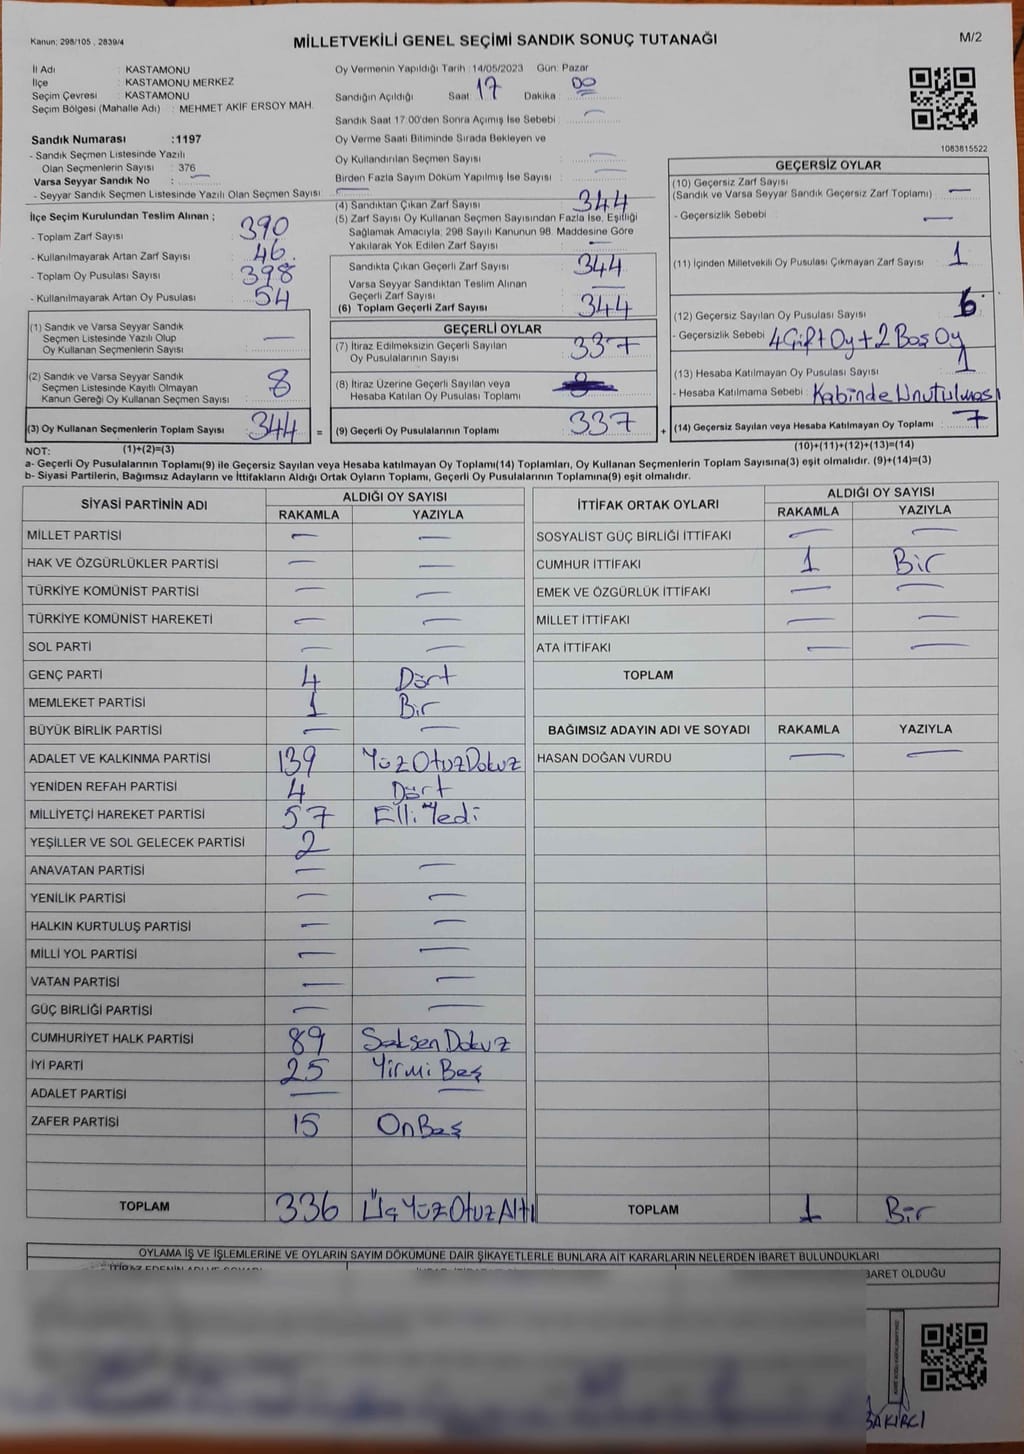 Kanun: 298/105 , 2839/4
MİLLETVEKİLİ GENEL SEÇİMİ SANDIK SONUÇ TUTANAĞI
M/2
İl Adı : KASTAMONU
İlçe : KASTAMONU MERKEZ
Seçim Çevresi : KASTAMONU
Seçim Bölgesi (Mahalle Adı) : MEHMET AKİF ERSOY MAH.
Sandık Numarası :1197
- Sandık Seçmen Listesinde Yazılı
Olan Seçmenlerin Sayısı : 376
Varsa Seyyar Sandık No : —
- Seyyar Sandık Seçmen Listesinde Yazılı Olan Seçmen Sayısı : —
Oy Vermenin Yapıldığı Tarih :14/05/2023 Gün: Pazar
Sandığın Açıldığı Saat : 17 Dakika : 00
Sandık Saat 17:00'den Sonra Açımış İse Sebebi : —
Oy Verme Saati Bitiminde Sırada Bekleyen ve
Oy Kullandırılan Seçmen Sayısı : —
Birden Fazla Sayım Döküm Yapılmış İse Sayısı : —
1083815522
İlçe Seçim Kurulundan Teslim Alınan ;
- Toplam Zarf Sayısı : 390
- Kullanılmayarak Artan Zarf Sayısı : 46.
- Toplam Oy Pusulası Sayısı : 398
- Kullanılmayarak Artan Oy Pusulası : 54
(1) Sandık ve Varsa Seyyar Sandık
Seçmen Listesinde Yazılı Olup
Oy Kullanan Seçmenlerin Sayısı : —
(2) Sandık ve Varsa Seyyar Sandık
Seçmen Listesinde Kayıtlı Olmayan
Kanun Gereği Oy Kullanan Seçmen Sayısı : 8
(3) Oy Kullanan Seçmenlerin Toplam Sayısı : 344 =
(4) Sandıktan Çıkan Zarf Sayısı : 344
(5) Zarf Sayısı Oy Kullanan Seçmen Sayısından Fazla İse, Eşitliği
Sağlamak Amacıyla; 298 Sayılı Kanunun 98. Maddesine Göre
Yakılarak Yok Edilen Zarf Sayısı : —
Sandıkta Çıkan Geçerli Zarf Sayısı : 344
Varsa Seyyar Sandıktan Teslim Alınan
Geçerli Zarf Sayısı : —
(6) Toplam Geçerli Zarf Sayısı : 344
GEÇERLİ OYLAR
(7) İtiraz Edilmeksizin Geçerli Sayılan
Oy Pusulalarının Sayısı : 337
(8) İtiraz Üzerine Geçerli Sayılan veya
Hesaba Katılan Oy Pusulası Toplamı :
(9) Geçerli Oy Pusulalarının Toplamı : 337 +
GEÇERSİZ OYLAR
(10) Geçersiz Zarf Sayısı
(Sandık ve Varsa Seyyar Sandık Geçersiz Zarf Toplamı) : —
- Geçersizlik Sebebi : —
(11) İçinden Milletvekili Oy Pusulası Çıkmayan Zarf Sayısı : 1
(12) Geçersiz Sayılan Oy Pusulası Sayısı : 6
- Geçersizlik Sebebi : 4 Çift Oy + 2 Boş Oy
(13) Hesaba Katılmayan Oy Pusulası Sayısı : 1
- Hesaba Katılmama Sebebi : Kabinde Unutulması
(14) Geçersiz Sayılan veya Hesaba Katılmayan Oy Toplamı : 7
NOT: (1)+(2)=(3)
(10)+(11)+(12)+(13)=(14)
a- Geçerli Oy Pusulalarının Toplamı(9) ile Geçersiz Sayılan veya Hesaba katılmayan Oy Toplamı(14) Toplamları, Oy Kullanan Seçmenlerin Toplam Sayısına(3) eşit olmalıdır. (9)+(14)=(3)
b- Siyasi Partilerin, Bağımsız Adayların ve İttifakların Aldığı Ortak Oyların Toplamı, Geçerli Oy Pusulalarının Toplamına(9) eşit olmalıdır.
SİYASİ PARTİNİN ADI ALDIĞI OY SAYISI
RAKAMLA YAZIYLA
MİLLET PARTİSİ — —
HAK VE ÖZGÜRLÜKLER PARTİSİ — —
TÜRKİYE KOMÜNİST PARTİSİ — —
TÜRKİYE KOMÜNİST HAREKETİ — —
SOL PARTİ — —
GENÇ PARTİ 4 Dört
MEMLEKET PARTİSİ 1 Bir
BÜYÜK BİRLİK PARTİSİ — —
ADALET VE KALKINMA PARTİSİ 139 YüzOtuzDokuz
YENİDEN REFAH PARTİSİ 4 Dört
MİLLİYETÇİ HAREKET PARTİSİ 57 Elli Yedi
YEŞİLLER VE SOL GELECEK PARTİSİ 2
ANAVATAN PARTİSİ — —
YENİLİK PARTİSİ — —
HALKIN KURTULUŞ PARTİSİ — —
MİLLİ YOL PARTİSİ — —
VATAN PARTİSİ — —
GÜÇ BİRLİĞİ PARTİSİ — —
CUMHURİYET HALK PARTİSİ 89 Seksen Dokuz
İYİ PARTİ 25 Yirmi Beş
ADALET PARTİSİ — —
ZAFER PARTİSİ 15 On Beş
TOPLAM 336 Üç Yüz Otuz Altı
İTTİFAK ORTAK OYLARI ALDIĞI OY SAYISI
RAKAMLA YAZIYLA
SOSYALİST GÜÇ BİRLİĞİ İTTİFAKI — —
CUMHUR İTTİFAKI 1 Bir
EMEK VE ÖZGÜRLÜK İTTİFAKI — —
MİLLET İTTİFAKI — —
ATA İTTİFAKI — —
TOPLAM
BAĞIMSIZ ADAYIN ADI VE SOYADI RAKAMLA YAZIYLA
HASAN DOĞAN VURDU — —
TOPLAM 1 Bir
OYLAMA İŞ VE İŞLEMLERİNE VE OYLARIN SAYIM DÖKÜMÜNE DAİR ŞİKAYETLERLE BUNLARA AİT KARARLARIN NELERDEN İBARET BULUNDUKLARI
BARET OLDUĞU
BAKIRCI